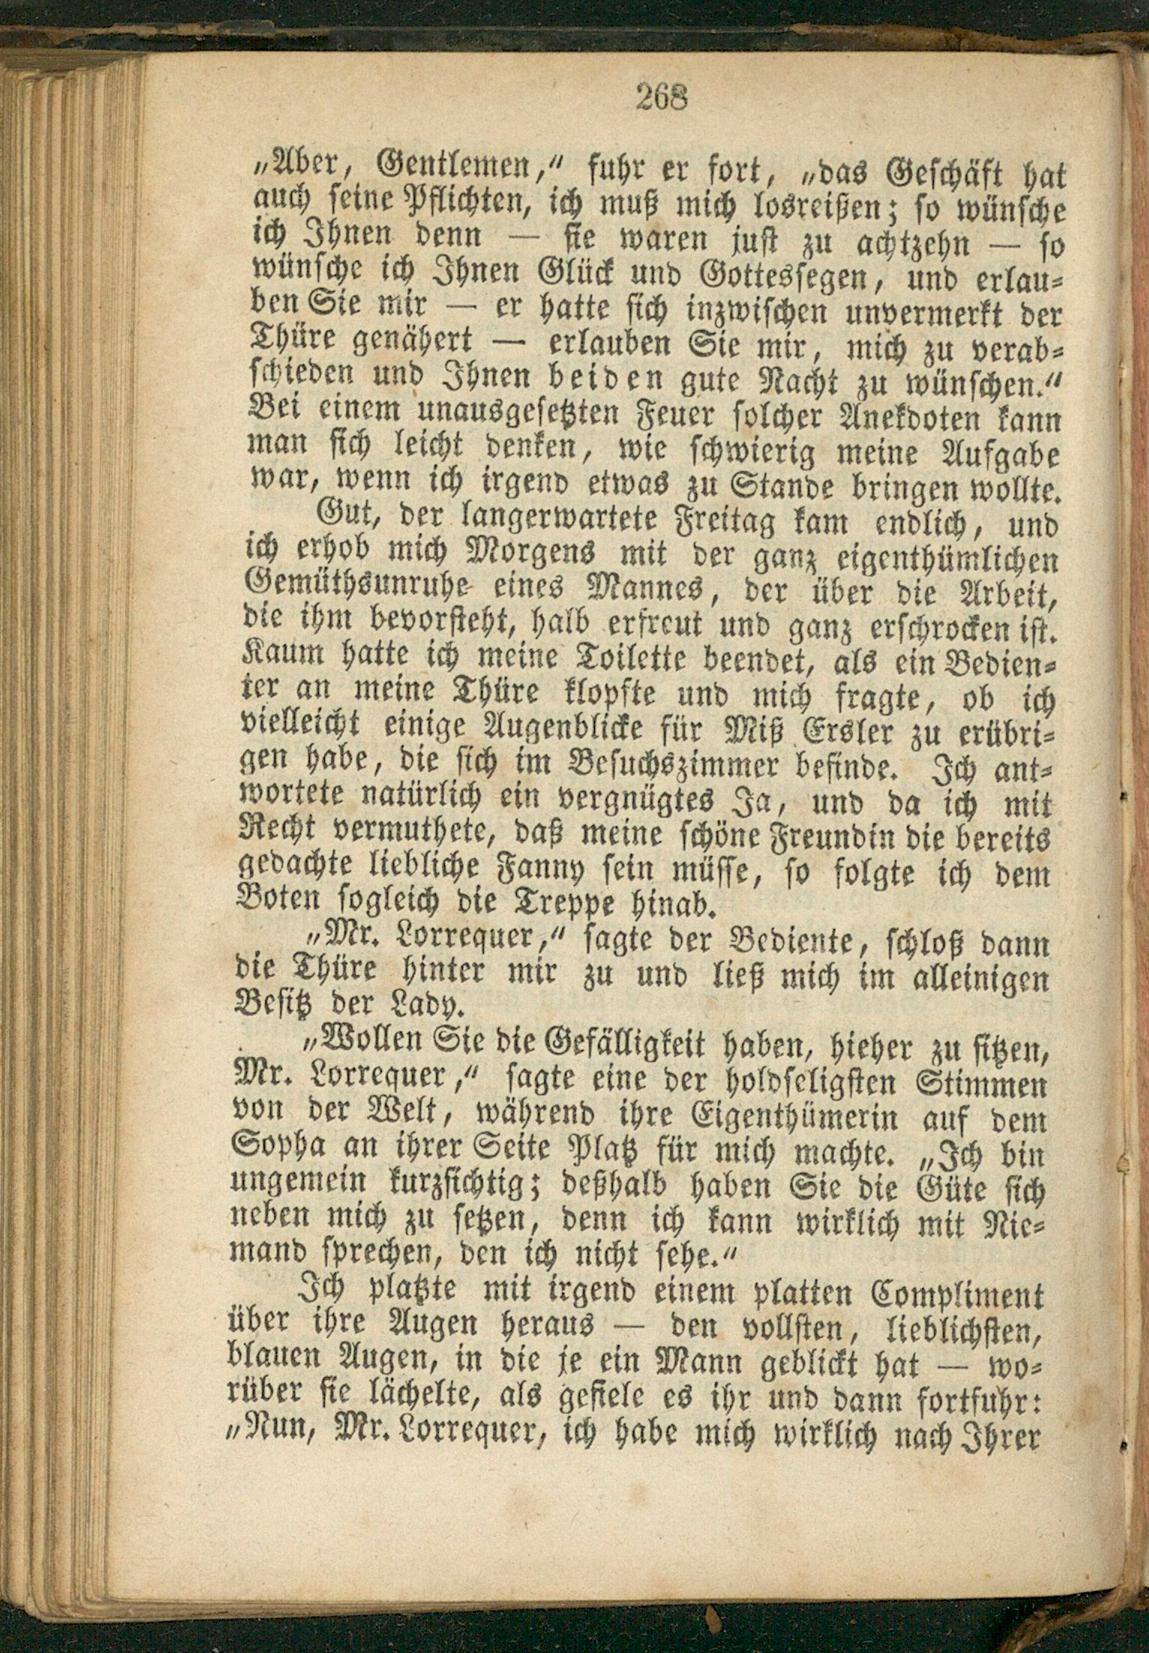 268
„Aber, Gentlemen,“ fuhr er fort, „das Geschäft hat
auch seine Pflichten, ich muß mich losreißen; so wünsche
ich Ihnen denn — sie waren just zu achtzehn — so
wünsche ich Ihnen Glück und Gottessegen, und erlau-
ben Sie mir — er hatte sich inzwischen unvermerkt der
Thüre genähert — erlauben Sie mir, mich zu verab-
schieden und Ihnen beiden gute Nacht zu wünschen.“
Bei einem unausgesetzten Feuer solcher Anekdoten kann
man sich leicht denken, wie schwierig meine Aufgabe
war, wenn ich irgend etwas zu Stande bringen wollte.
Gut, der langerwartete Freitag kam endlich, und
ich erhob mich Morgens mit der ganz eigenthümlichen
Gemüthsunruhe eines Mannes, der über die Arbeit,
die ihm bevorsteht, halb erfreut und ganz erschrocken ist.
Kaum hatte ich meine Toilette beendet, als ein Bedien-
ter an meine Thüre klopfte und mich fragte, ob ich
vielleicht einige Augenblicke für Miß Ersler zu erübri-
gen habe, die sich im Besuchszimmer befinde. Ich ant-
wortete natürlich ein vergnügtes Ja, und da ich mit
Recht vermuthete, daß meine schöne Freundin die bereits
gedachte liebliche Fanny sein müsse, so folgte ich dem
Boten sogleich die Treppe hinab.
„Mr. Lorrequer,“ sagte der Bediente, schloß dann
die Thüre hinter mir zu und ließ mich im alleinigen
Besitz der Lady.
„Wollen Sie die Gefälligkeit haben, hieher zu sitzen,
Mr. Lorrequer,“ sagte eine der holdseligsten Stimmen
von der Welt, während ihre Eigenthümerin auf dem
Sopha an ihrer Seite Platz für mich machte. „Ich bin
ungemein kurzsichtig; deßhalb haben Sie die Güte sich
neben mich zu setzen, denn ich kann wirklich mit Nie-
mand sprechen, den ich nicht sehe.“
Ich platzte mit irgend einem platten Compliment
über ihre Augen heraus — den vollsten, lieblichsten,
blauen Augen, in die je ein Mann geblickt hat — wo-
rüber sie lächelte, als gefiele es ihr und dann fortfuhr:
„Nun, Mr. Lorrequer, ich habe mich wirklich nach Ihrer